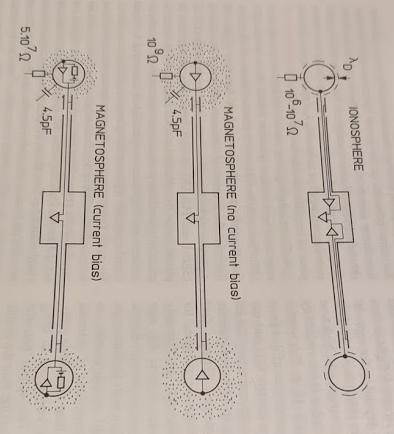 IONOSPHERE
λD
10⁶-10⁷ Ω
MAGNETOSPHERE (no current bias)
10⁹ Ω
4.5pF
MAGNETOSPHERE (current bias)
5.10⁷ Ω
4.5pF